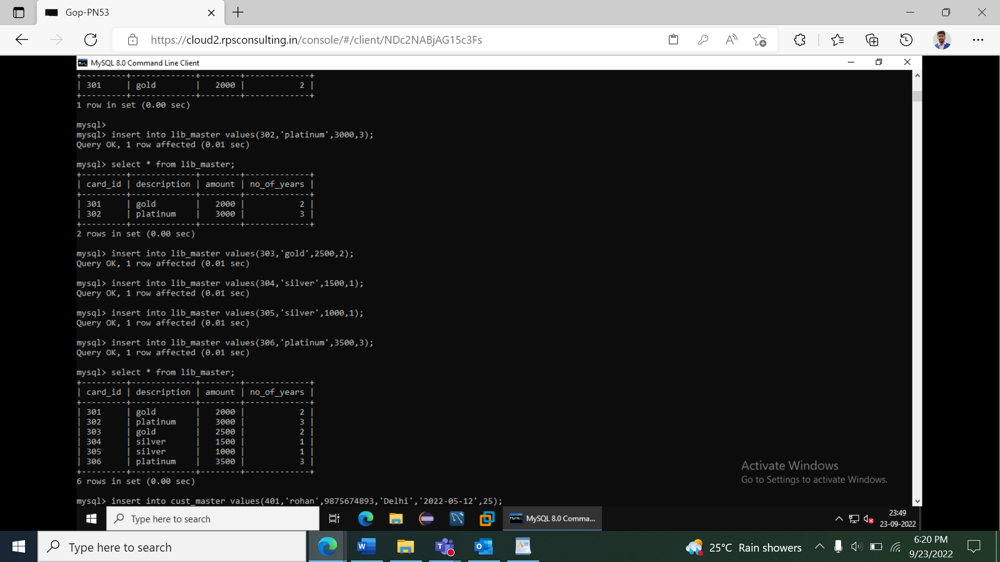 Gop-PN53
https://cloud2.rpsconsulting.in/console/#/client/NDc2NABjAG15c3Fs
MySQL 8.0 Command Line Client
+---------+-------------+--------+-------------+
| 301     | gold        |   2000 |           2 |
+---------+-------------+--------+-------------+
1 row in set (0.00 sec)
mysql>
mysql> insert into lib_master values(302,'platinum',3000,3);
Query OK, 1 row affected (0.01 sec)
mysql> select * from lib_master;
+---------+-------------+--------+-------------+
| card_id | description | amount | no_of_years |
+---------+-------------+--------+-------------+
| 301     | gold        |   2000 |           2 |
| 302     | platinum    |   3000 |           3 |
+---------+-------------+--------+-------------+
2 rows in set (0.00 sec)
mysql> insert into lib_master values(303,'gold',2500,2);
Query OK, 1 row affected (0.01 sec)
mysql> insert into lib_master values(304,'silver',1500,1);
Query OK, 1 row affected (0.01 sec)
mysql> insert into lib_master values(305,'silver',1000,1);
Query OK, 1 row affected (0.01 sec)
mysql> insert into lib_master values(306,'platinum',3500,3);
Query OK, 1 row affected (0.01 sec)
mysql> select * from lib_master;
+---------+-------------+--------+-------------+
| card_id | description | amount | no_of_years |
+---------+-------------+--------+-------------+
| 301     | gold        |   2000 |           2 |
| 302     | platinum    |   3000 |           3 |
| 303     | gold        |   2500 |           2 |
| 304     | silver      |   1500 |           1 |
| 305     | silver      |   1000 |           1 |
| 306     | platinum    |   3500 |           3 |
+---------+-------------+--------+-------------+
6 rows in set (0.00 sec)
mysql> insert into cust_master values(401,'rohan',9875674893,'Delhi','2022-05-12',25);
Activate Windows
Go to Settings to activate Windows.
Type here to search
MySQL 8.0 Comma...
23:49
23-09-2022
Type here to search
25°C Rain showers
6:20 PM
9/23/2022